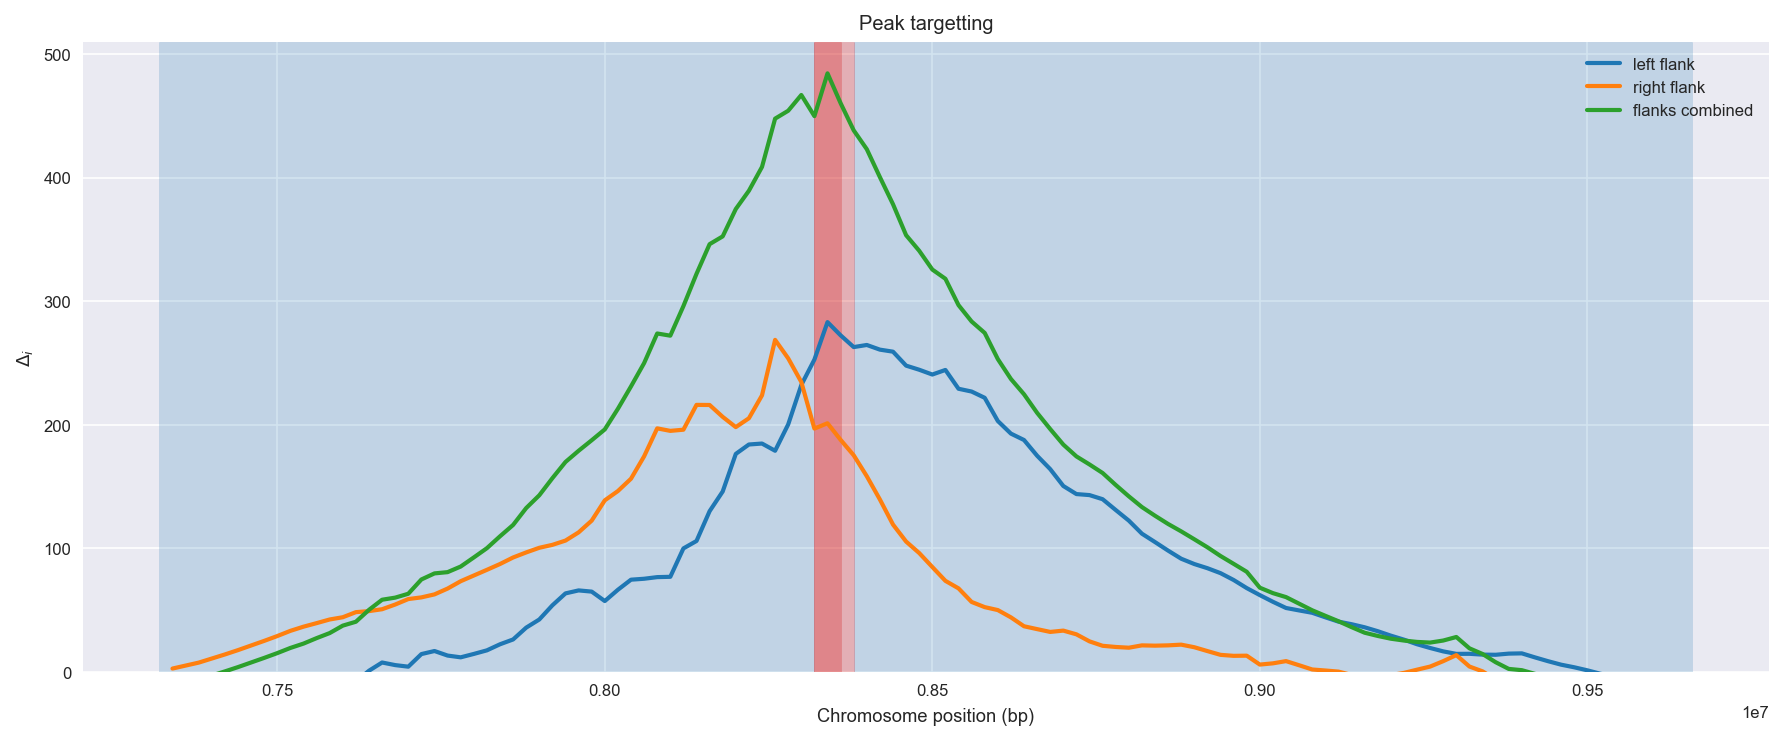 Peak targetting
500
400
300
200
100
0
Δi
left flank
right flank
flanks combined
0.75
0.80
0.85
0.90
0.95
1e7
Chromosome position (bp)